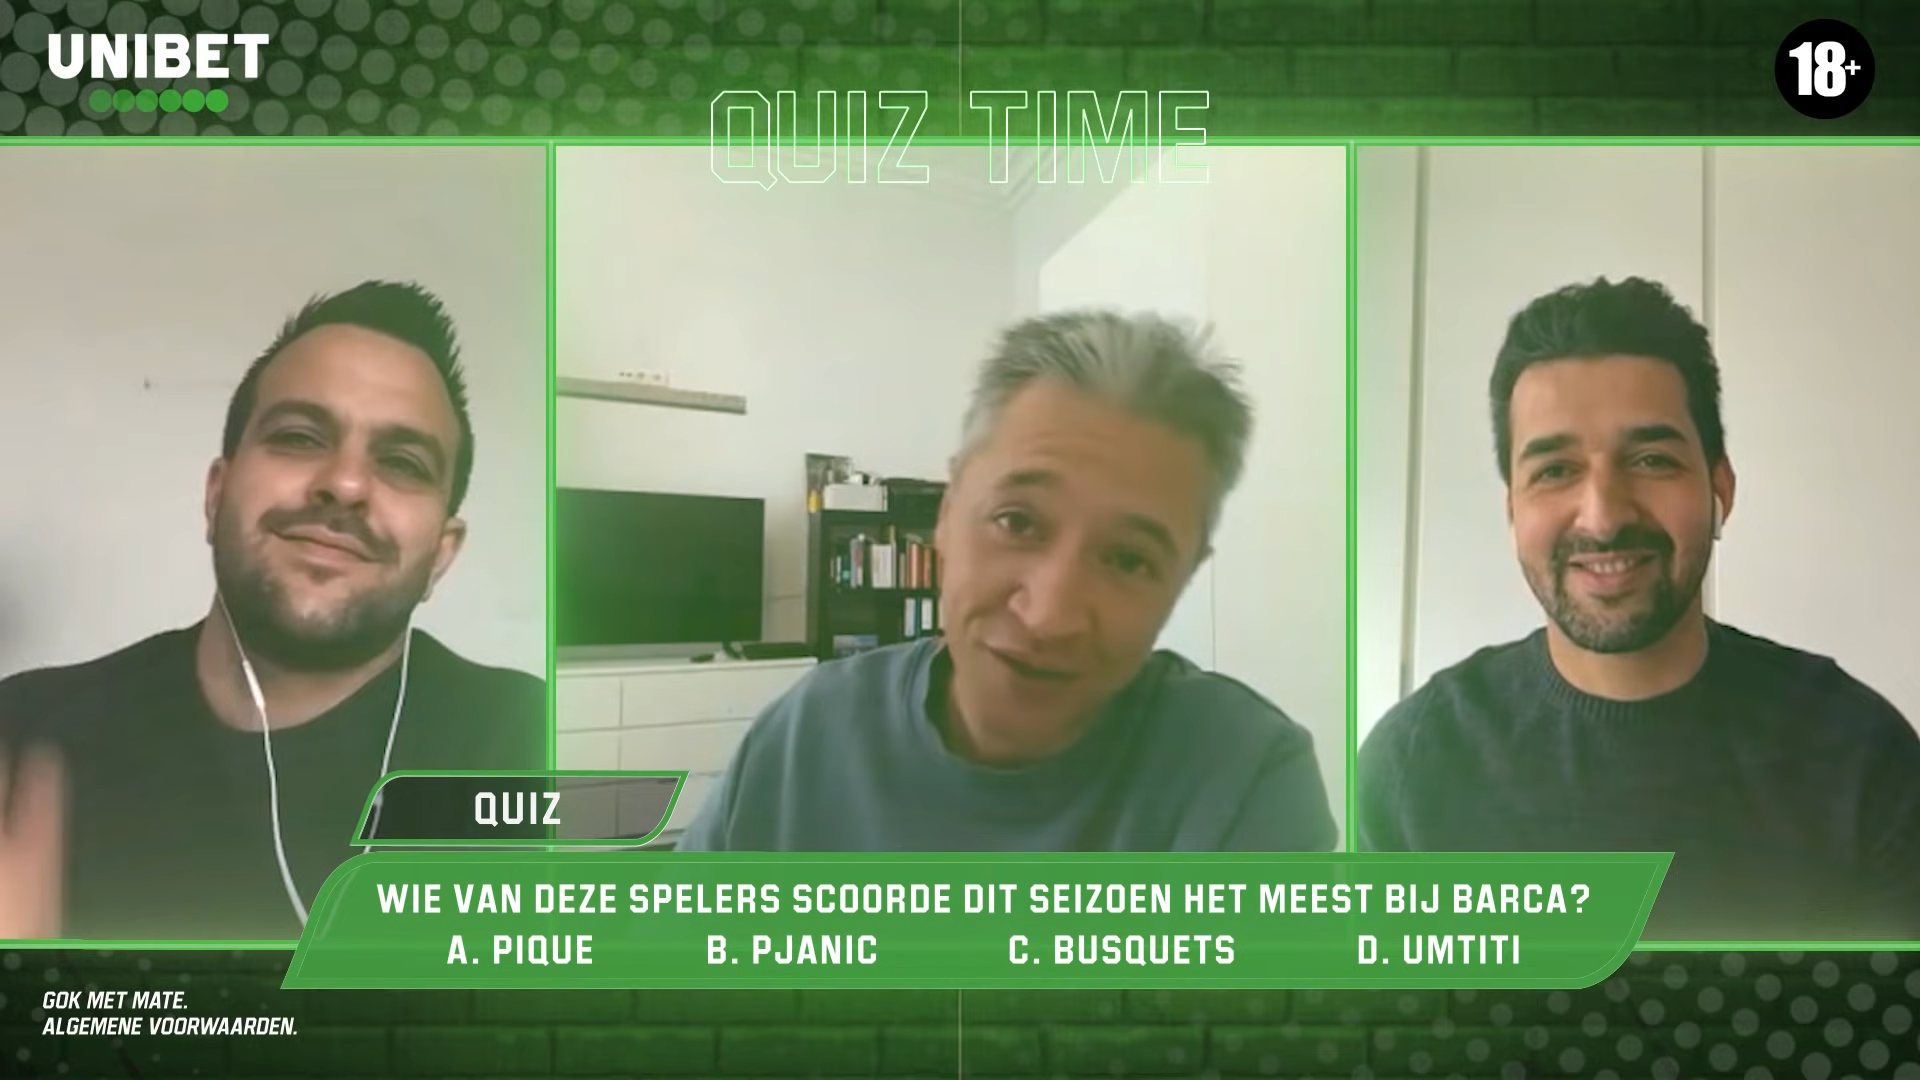 UNIBET
18+
QUIZ TIME
QUIZ
WIE VAN DEZE SPELERS SCOORDE DIT SEIZOEN HET MEEST BIJ BARCA?
A. PIQUE B. PJANIC C. BUSQUETS D. UMTITI
GOK MET MATE.
ALGEMENE VOORWAARDEN.